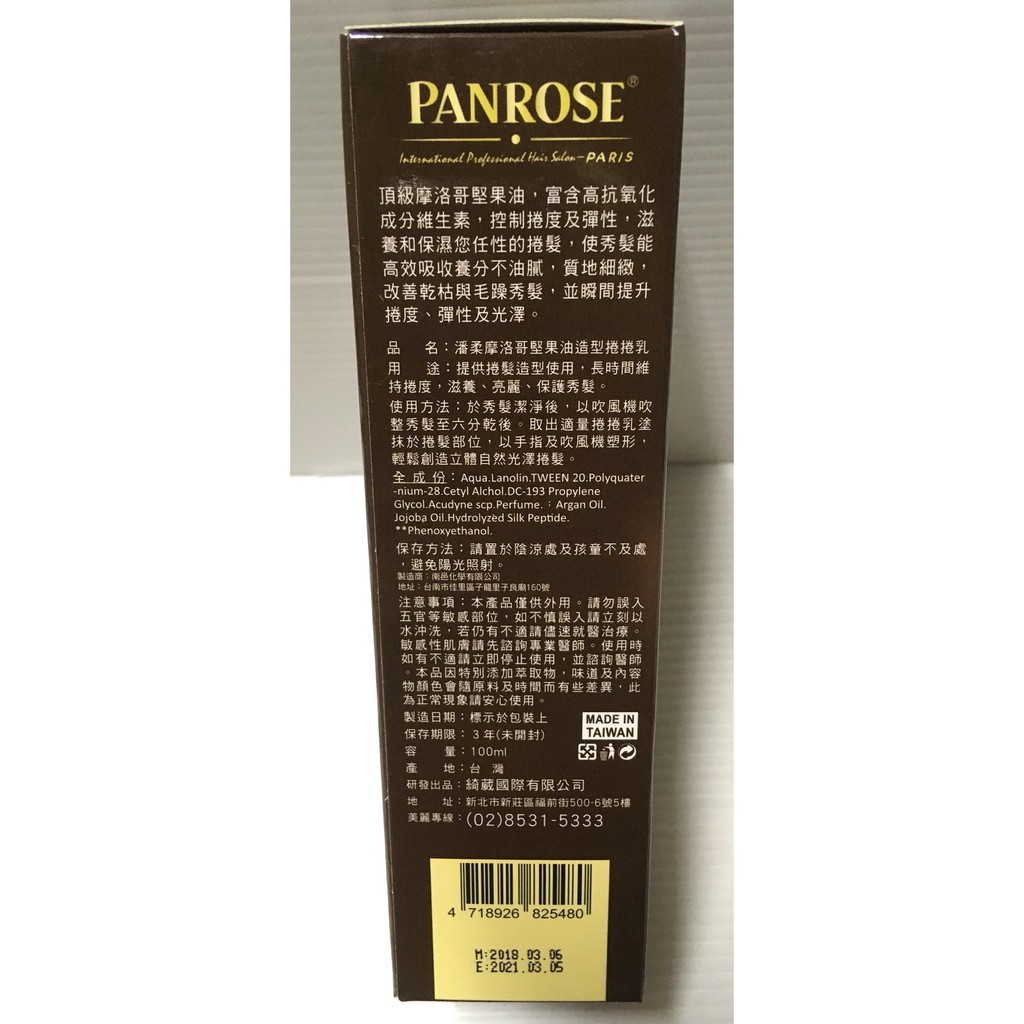 PANROSE®
International Professional Hair Salon-PARIS
頂級摩洛哥堅果油，富含高抗氧化
成分維生素，控制捲度及彈性，滋
養和保濕您任性的捲髮，使秀髮能
高效吸收養分不油膩，質地細緻，
改善乾枯與毛躁秀髮，並瞬間提升
捲度、彈性及光澤。
品 名：潘柔摩洛哥堅果油造型捲捲乳
用 途：提供捲髮造型使用，長時間維
持捲度，滋養、亮麗、保護秀髮。
使用方法：於秀髮潔淨後，以吹風機吹
整秀髮至六分乾後。取出適量捲捲乳塗
抹於捲髮部位，以手指及吹風機塑形，
輕鬆創造立體自然光澤捲髮。
全成份：Aqua.Lanolin.TWEEN 20.Polyquater
-nium-28.Cetyl Alchol.DC-193 Propylene
Glycol.Acudyne scp.Perfume.：Argan Oil.
Jojoba Oil.Hydrolyzed Silk Peptide.
**Phenoxyethanol.
保存方法：請置於陰涼處及孩童不及處
，避免陽光照射。
製造商：南邑化學有限公司
地址：台南市佳里區子龍里子良廟160號
注意事項：本產品僅供外用。請勿誤入
五官等敏感部位，如不慎誤入請立刻以
水沖洗，若仍有不適請儘速就醫治療。
敏感性肌膚請先諮詢專業醫師。使用時
如有不適請立即停止使用，並諮詢醫師
。本品因特別添加萃取物，味道及內容
物顏色會隨原料及時間而有些差異，此
為正常現象請安心使用。
製造日期：標示於包裝上
保存期限：3年(未開封)
容 量：100ml
產 地：台 灣
MADE IN
TAIWAN
研發出品：綺葳國際有限公司
地 址：新北市新莊區福前街500-6號5樓
美麗專線：(02)8531-5333
4 718926 825480
M:2018.03.06
E:2021.03.05